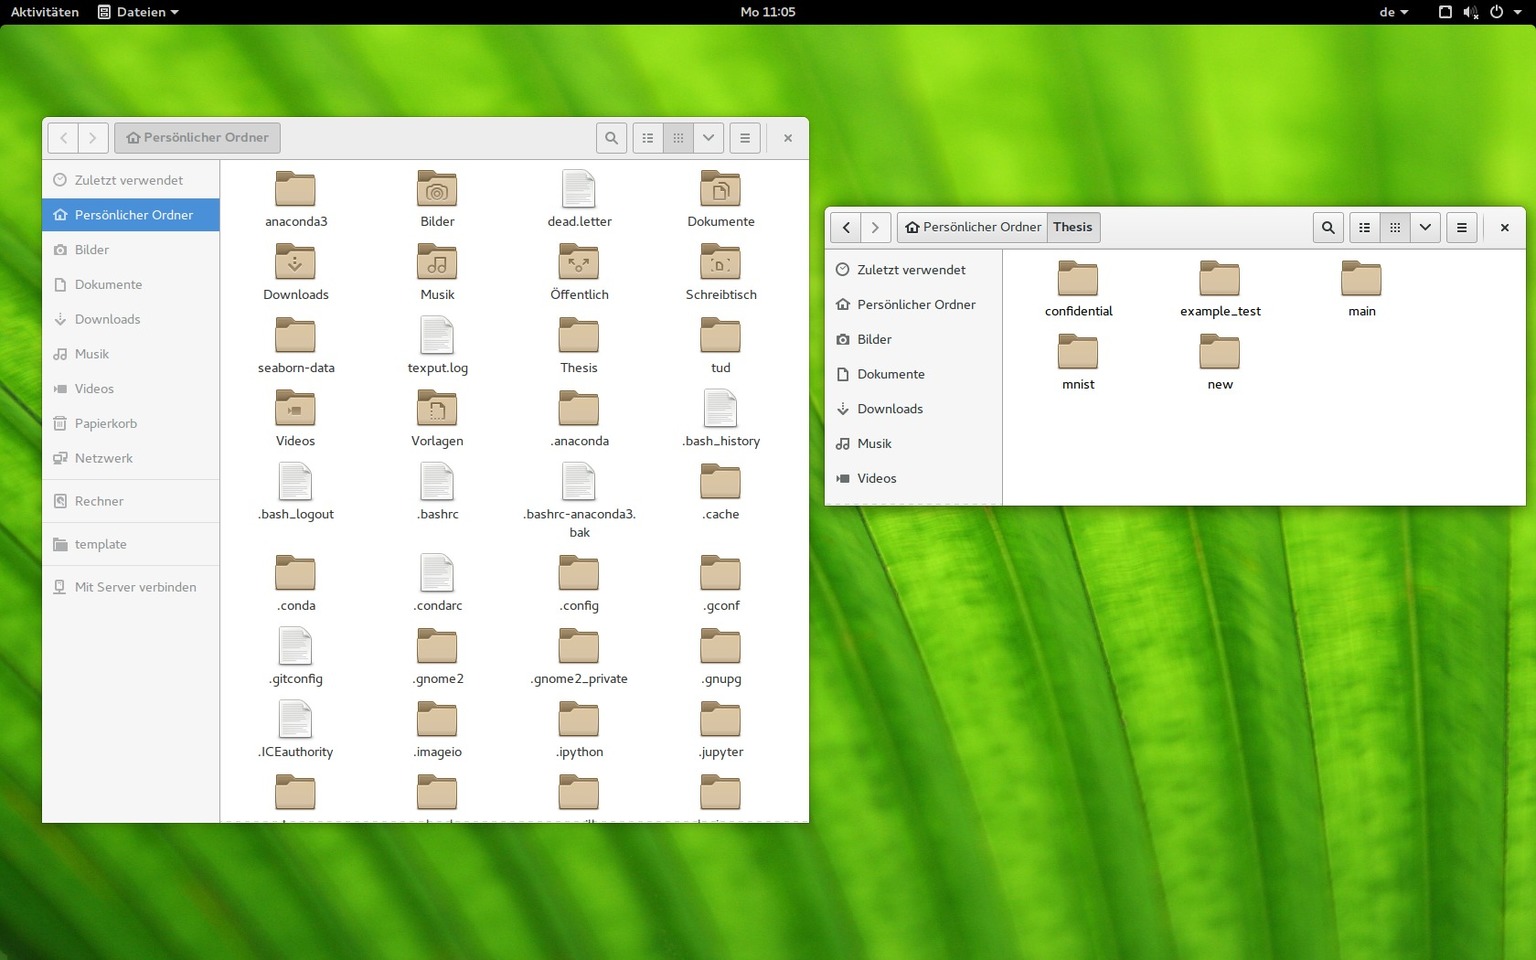 Aktivitäten Dateien Mo 11:05 de
Persönlicher Ordner
Zuletzt verwendet
Persönlicher Ordner
Bilder
Dokumente
Downloads
Musik
Videos
Papierkorb
Netzwerk
Rechner
template
Mit Server verbinden
anaconda3 Bilder dead.letter Dokumente
Downloads Musik Öffentlich Schreibtisch
seaborn-data texput.log Thesis tud
Videos Vorlagen .anaconda .bash_history
.bash_logout .bashrc .bashrc-anaconda3. .cache
bak
.conda .condarc .config .gconf
.gitconfig .gnome2 .gnome2_private .gnupg
.ICEauthority .imageio .ipython .jupyter
Persönlicher Ordner Thesis
Zuletzt verwendet
Persönlicher Ordner
Bilder
Dokumente
Downloads
Musik
Videos
confidential example_test main
mnist new